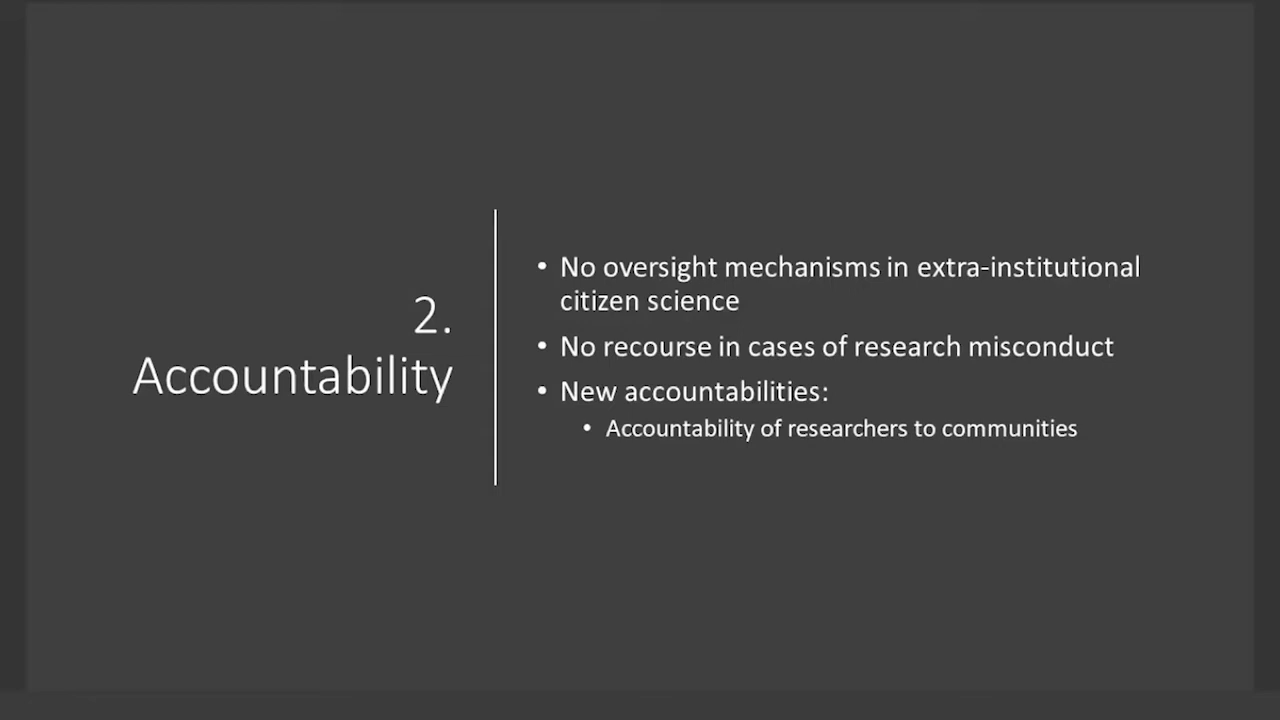 2.
Accountability
• No oversight mechanisms in extra-institutional
citizen science
• No recourse in cases of research misconduct
• New accountabilities:
• Accountability of researchers to communities